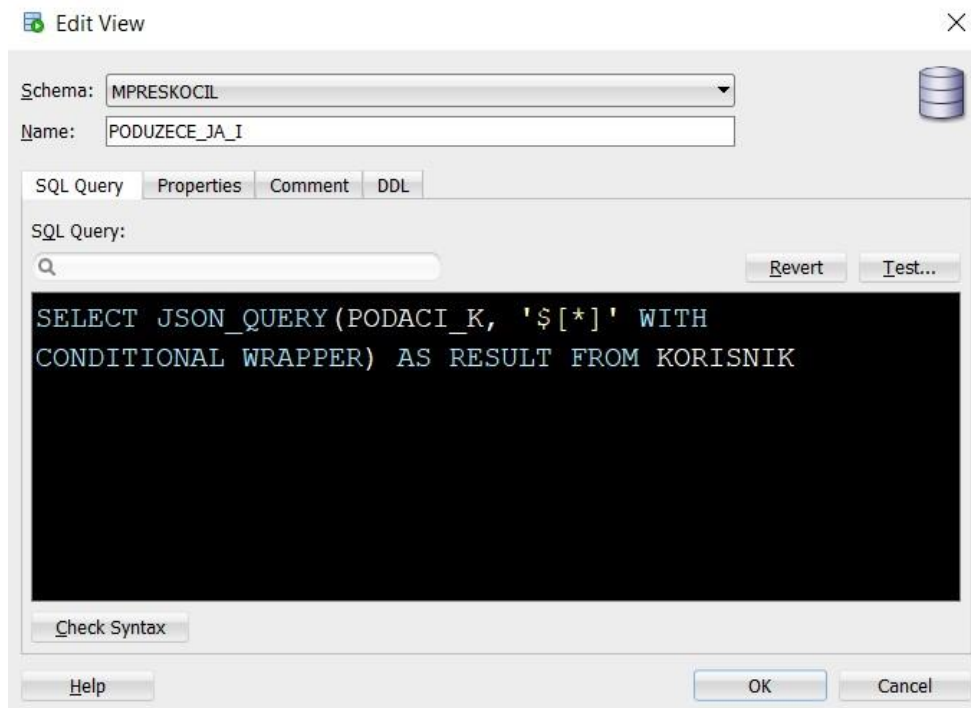 Edit View
Schema: MPRESKOCIL
Name: PODUZECE_JA_I
SQL Query Properties Comment DDL
SQL Query:
Revert Test...
SELECT JSON_QUERY(PODACI_K, '$[*]' WITH
CONDITIONAL WRAPPER) AS RESULT FROM KORISNIK
Check Syntax
Help OK Cancel